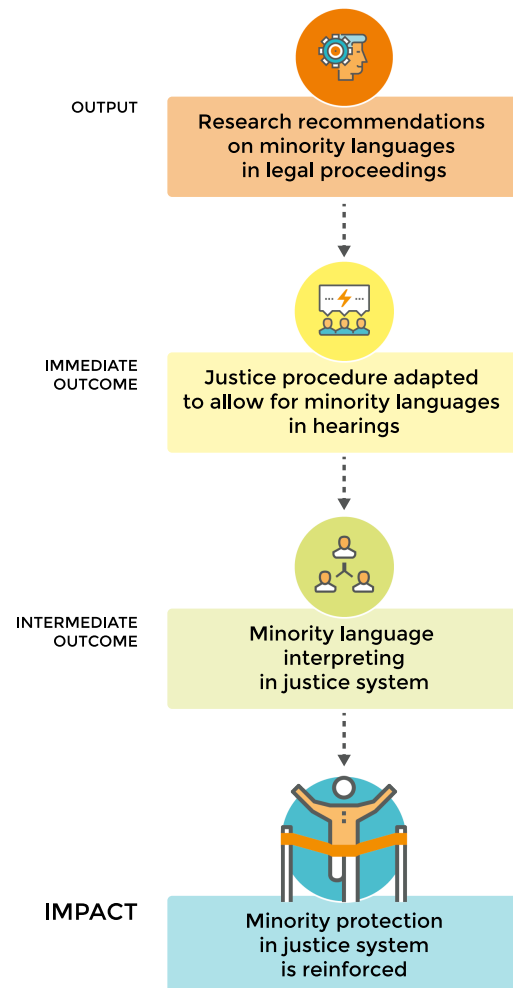 OUTPUT
Research recommendations
on minority languages
in legal proceedings
IMMEDIATE
OUTCOME
Justice procedure adapted
to allow for minority languages
in hearings
INTERMEDIATE
OUTCOME
Minority language
interpreting
in justice system
IMPACT
Minority protection
in justice system
is reinforced